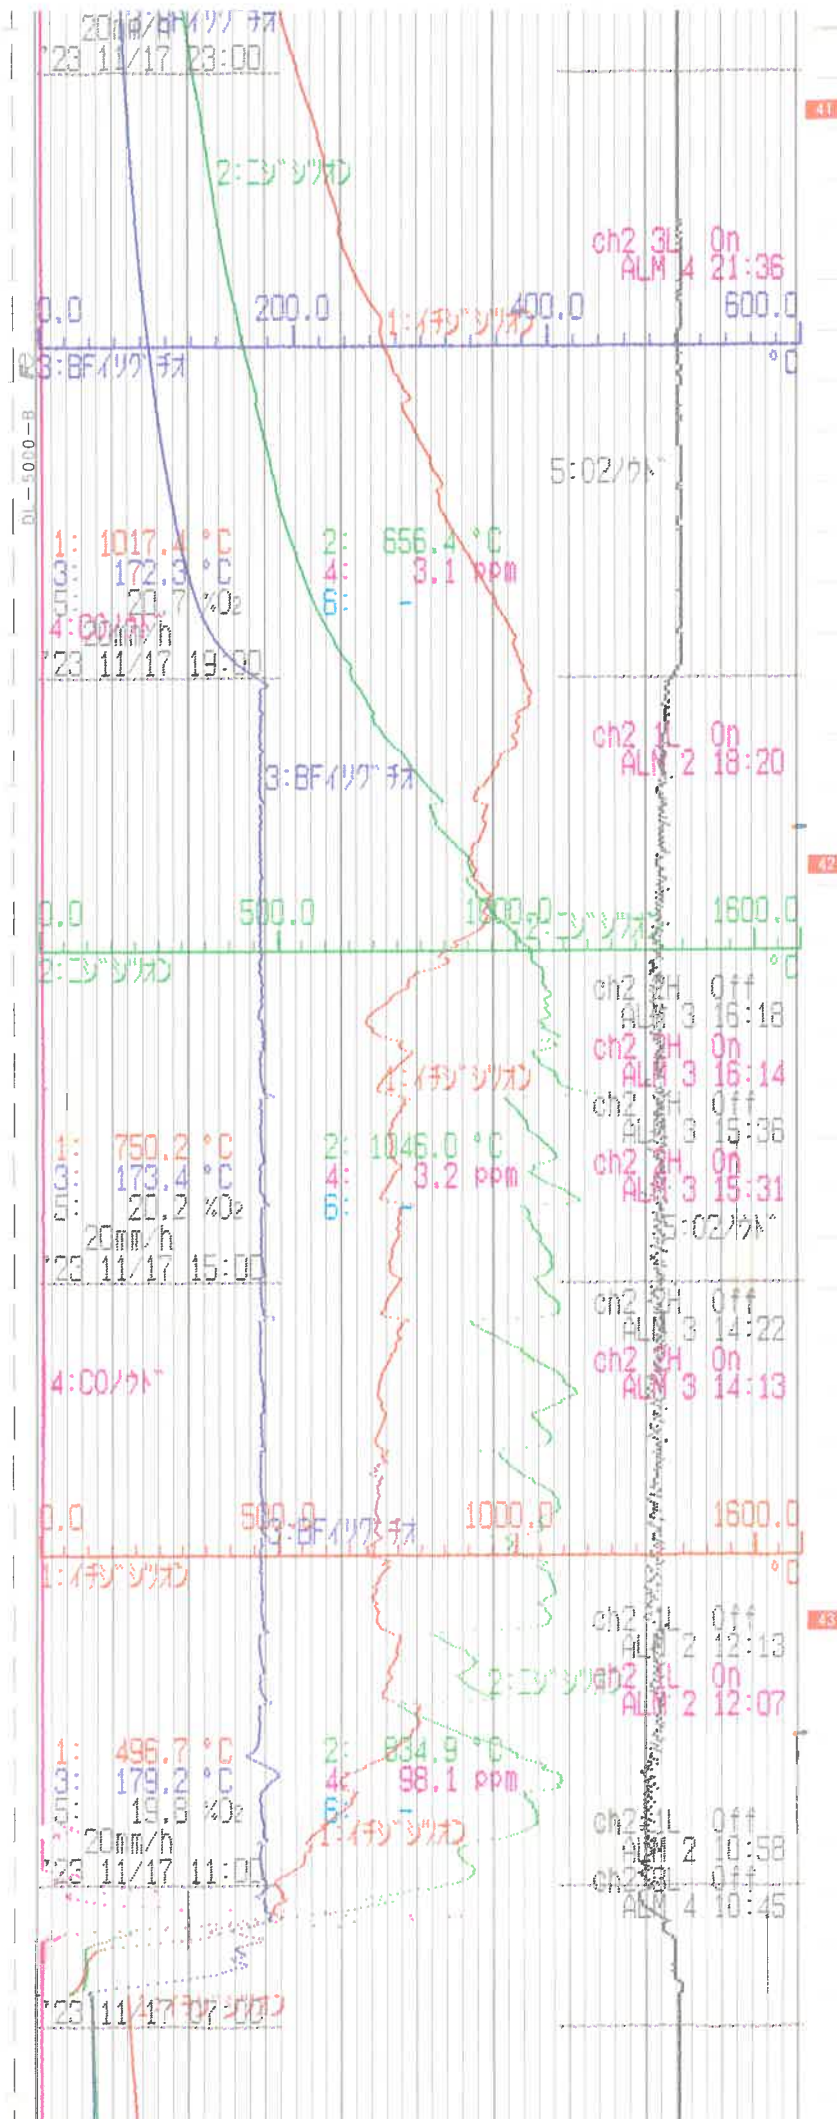 20mm/h
3:BFイリグチオ
'23 11/17 23:00
41
2:ニジシツオン
ch2 3L On
ALM 4 21:36
0.0 200.0 400.0 600.0
1:イチジシツオン
3:BFイリグチオ
°C
DL-5000-B
5:O2ノウド
1: 1017.4 °C 2: 656.4 °C
3: 172.3 °C 4: 3.1 ppm
5: 20.7 %O2 6: -
4:COノウド
20mm/h
'23 11/17 19:00
ch2 1L On
ALM 2 18:20
3:BFイリグチオ
42
0.0 500.0 1000.0 1600.0
2:ニジシツオ
2:ニジシツオン
°C
ch2 2H Off
ALM 3 16:18
ch2 2H On
ALM 3 16:14
1:イチジシツオン
ch2 2H Off
ALM 3 15:36
1: 750.2 °C 2: 1046.0 °C
3: 173.4 °C 4: 3.2 ppm
5: 20.2 %O2 6: -
ch2 2H On
ALM 3 15:31
5:O2ノウド
20mm/h
'23 11/17 15:00
ch2 2H Off
ALM 3 14:22
ch2 2H On
ALM 3 14:13
4:COノウド
0.0 500.0 1000.0 1600.0
3:BFイリグチオ
1:イチジシツオン
°C
43
ch2 1L Off
ALM 2 12:13
2:ニジシツオン
ch2 1L On
ALM 2 12:07
1: 496.7 °C 2: 834.9 °C
3: 179.2 °C 4: 98.1 ppm
5: 19.8 %O2 6: -
1:イチジシツオン
20mm/h
'23 11/17 11:00
ch2 1L Off
ALM 2 10:58
ch2 3L Off
ALM 4 10:45
'23 11/17 07:00
1:イチジシツオン